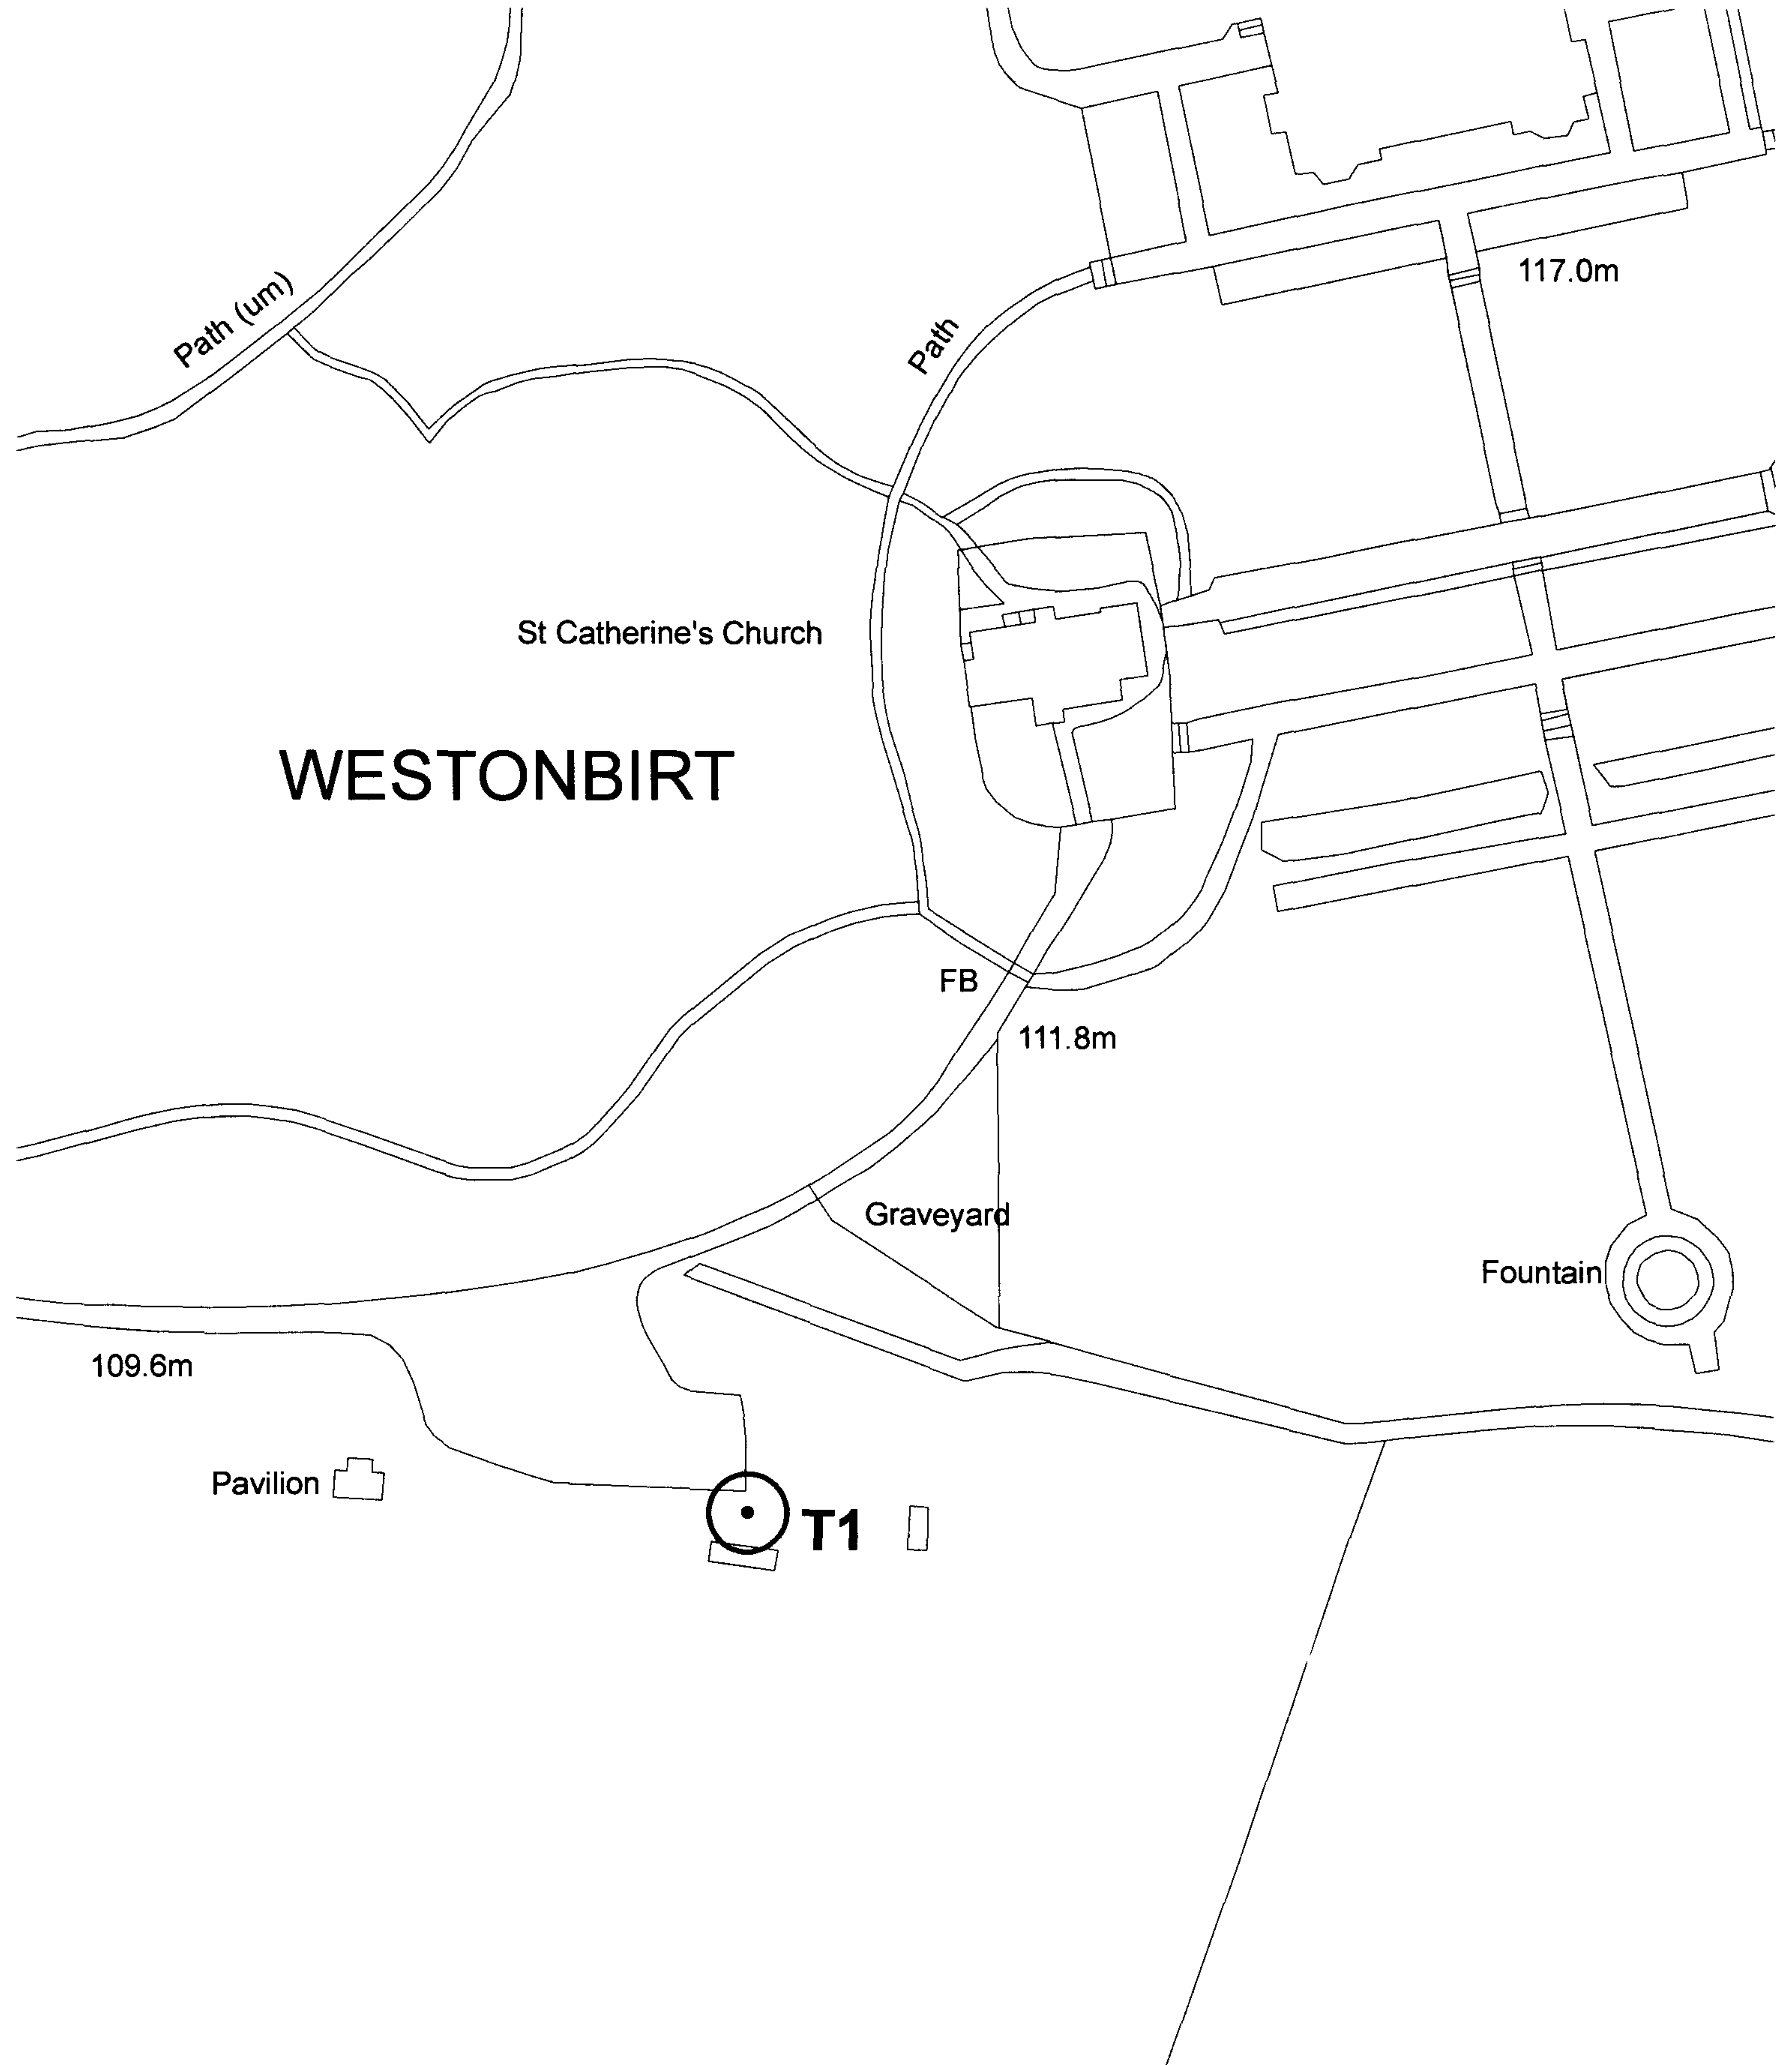 117.0m
Path (um)
Path
St Catherine's Church
WESTONBIRT
FB
111.8m
Graveyard
Fountain
109.6m
Pavilion
T1